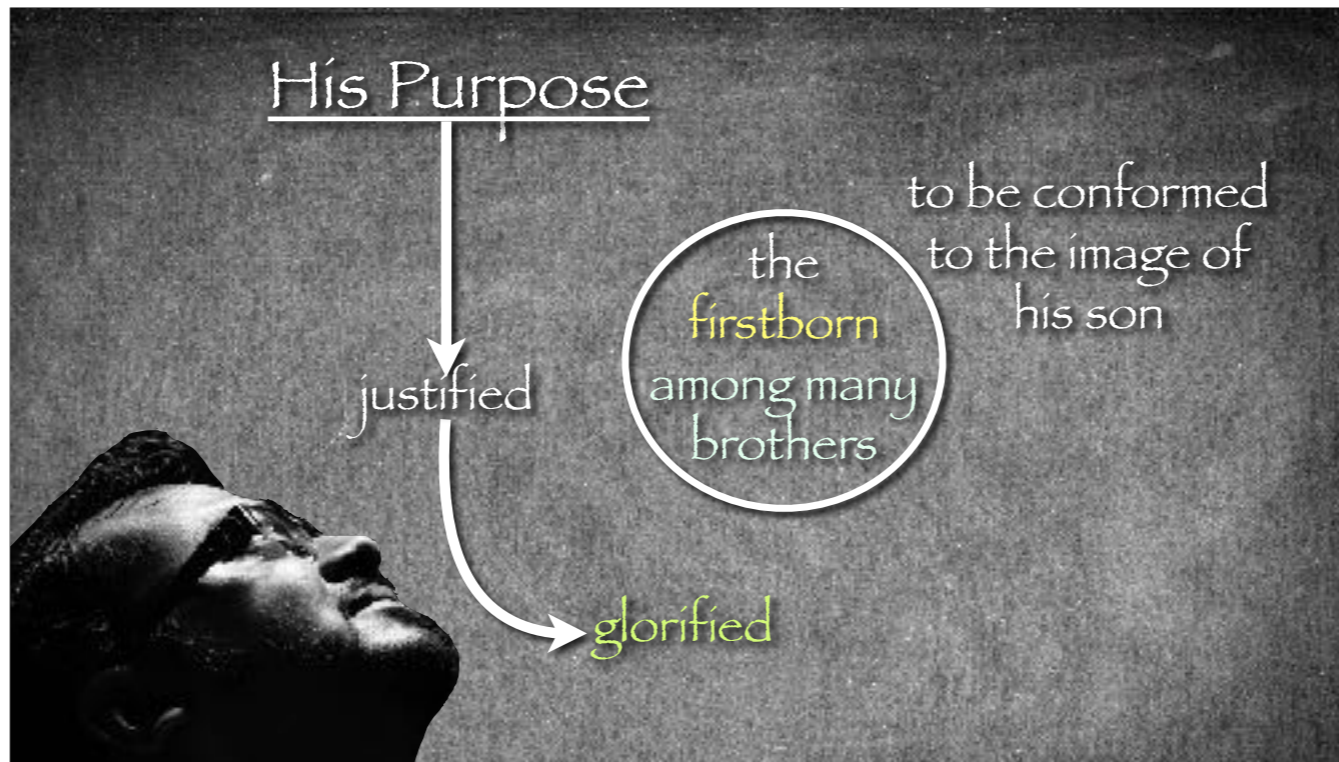 His Purpose
justified
glorified
the
firstborn
among many
brothers
to be conformed
to the image of
his son